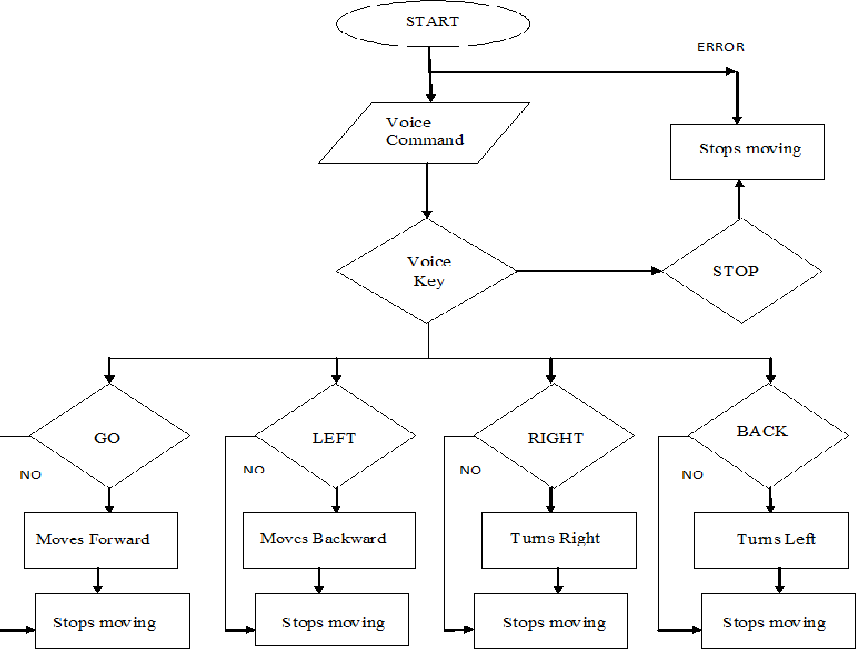 START
ERROR
Voice
Command
Stops moving
Voice
Key
STOP
GO
LEFT
RIGHT
BACK
NO
NO
NO
NO
Moves Forward
Moves Backward
Turns Right
Turns Left
Stops moving
Stops moving
Stops moving
Stops moving